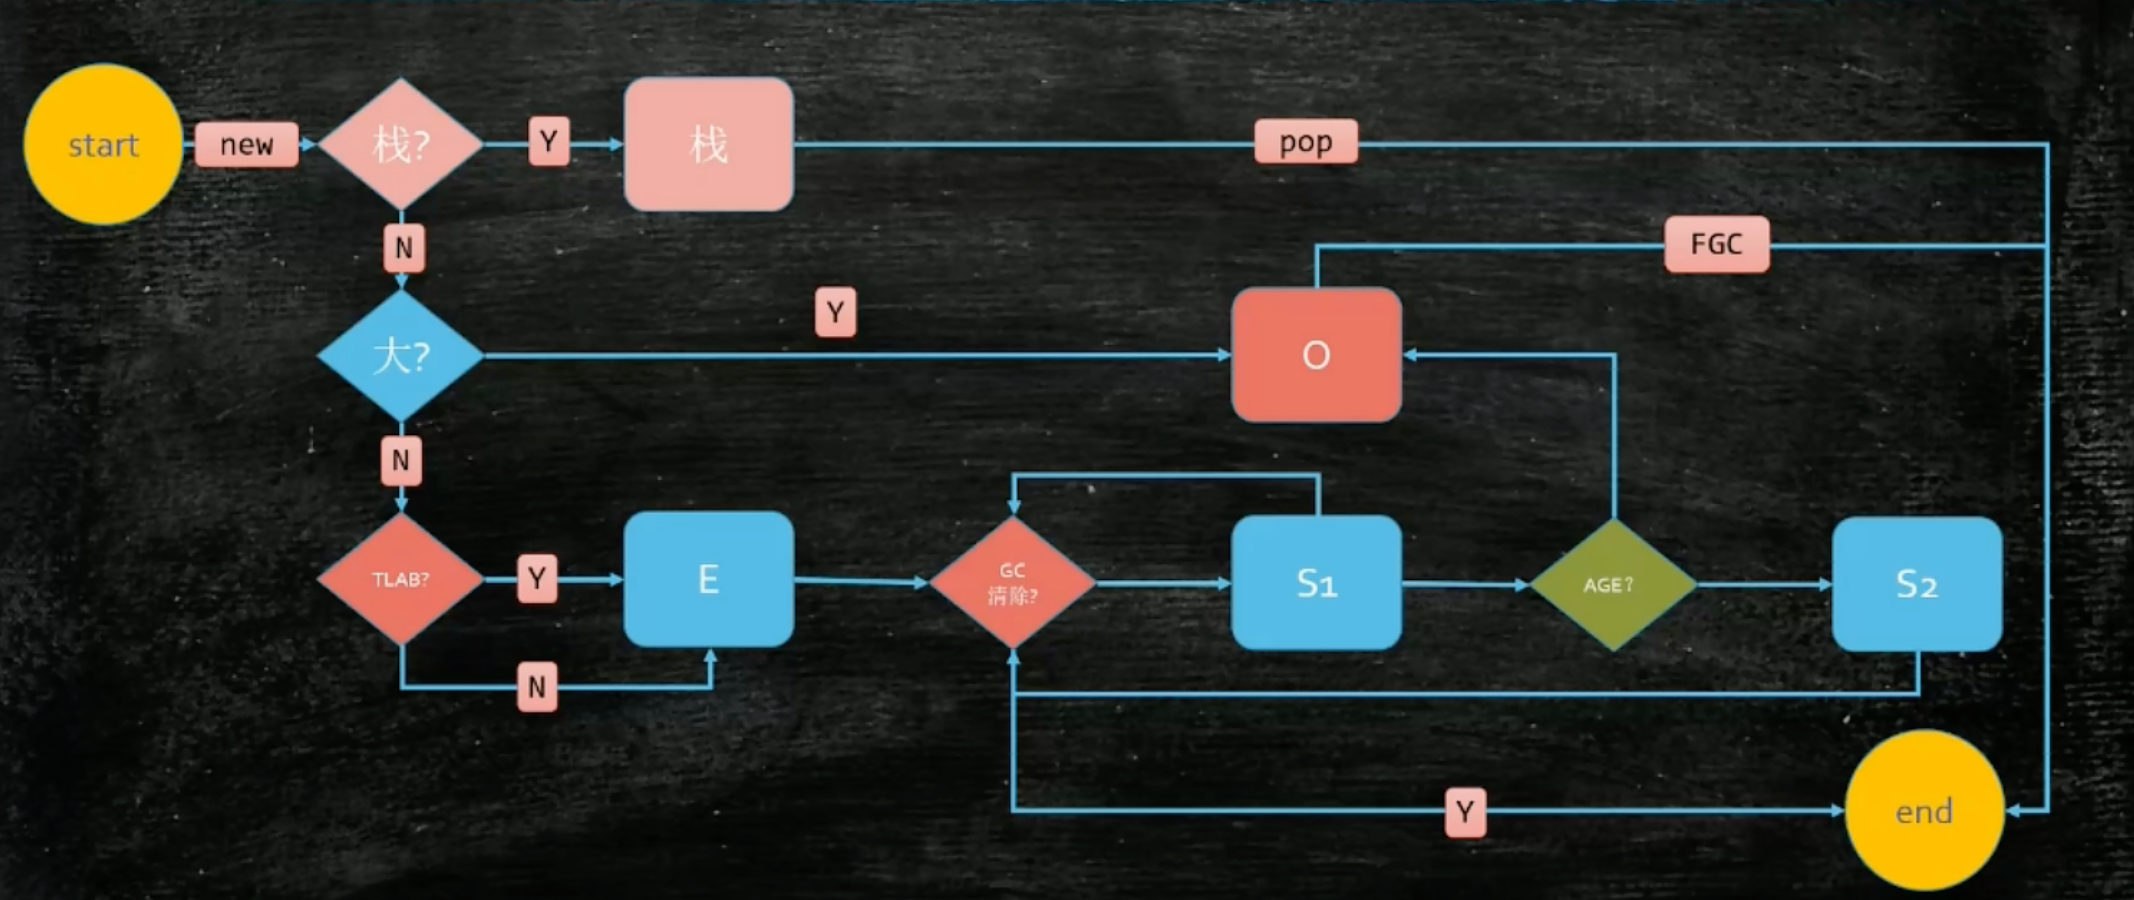 start
new
栈?
Y
栈
pop
N
FGC
Y
大?
O
N
TLAB?
Y
E
GC
清除?
S1
AGE?
S2
N
Y
end